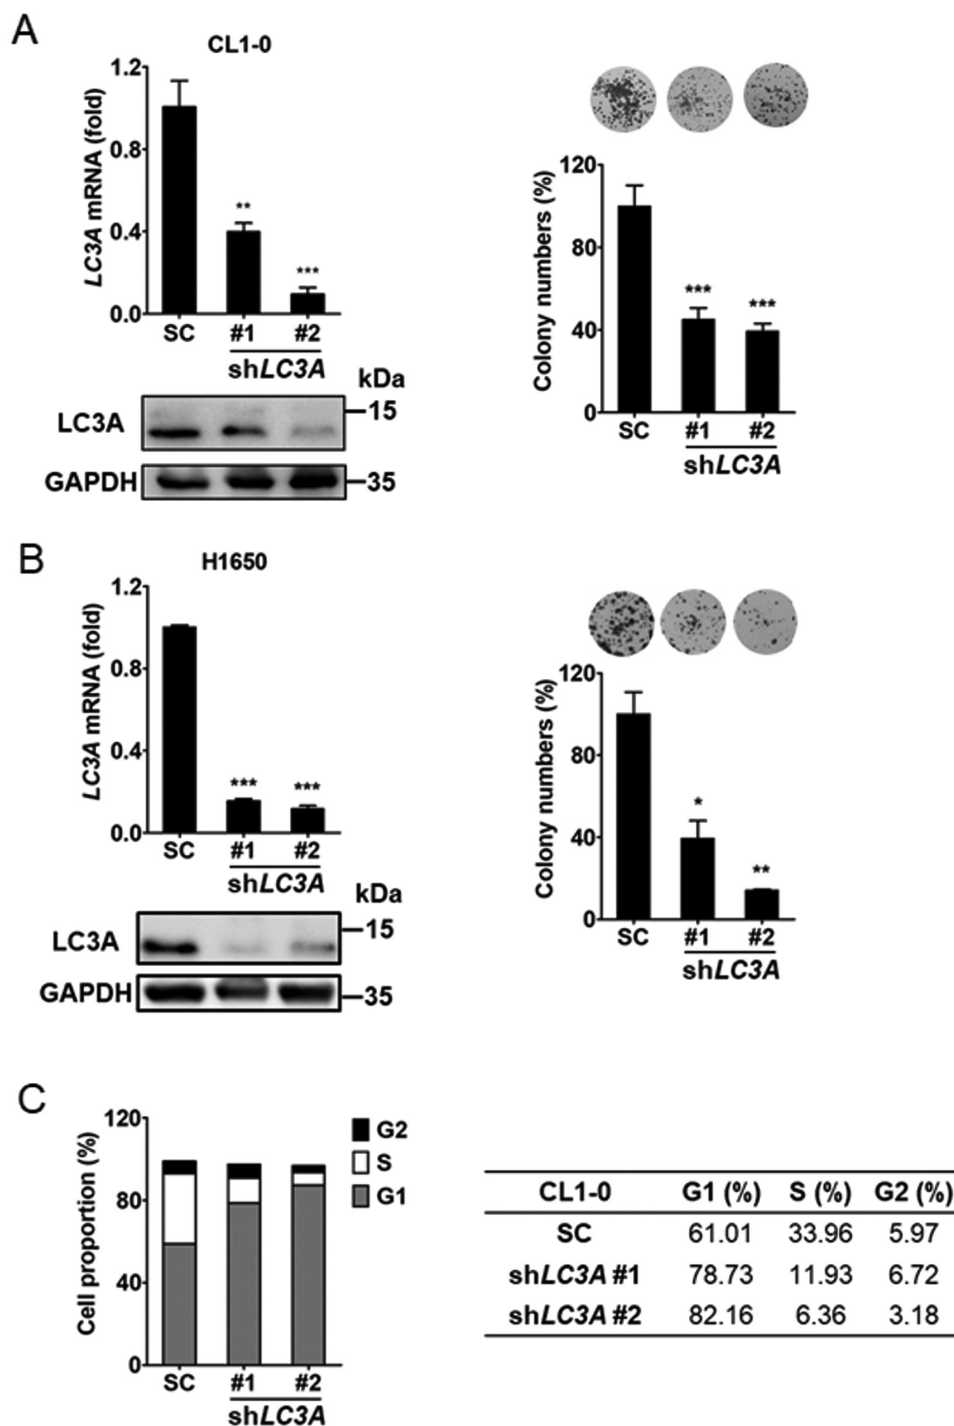 A
CL1-0
LC3A mRNA (fold)
1.2
0.8
0.4
0.0
SC #1 #2
shLC3A
kDa
LC3A
15
GAPDH
35
**
***
Colony numbers (%)
120
80
40
0
***
***
SC #1 #2
shLC3A
B
H1650
LC3A mRNA (fold)
1.2
0.8
0.4
0.0
***
***
SC #1 #2
shLC3A
kDa
LC3A
15
GAPDH
35
Colony numbers (%)
120
80
40
0
*
**
SC #1 #2
shLC3A
C
Cell proportion (%)
120
80
40
0
G2
S
G1
SC #1 #2
shLC3A
CL1-0 G1 (%) S (%) G2 (%)
SC 61.01 33.96 5.97
shLC3A #1 78.73 11.93 6.72
shLC3A #2 82.16 6.36 3.18